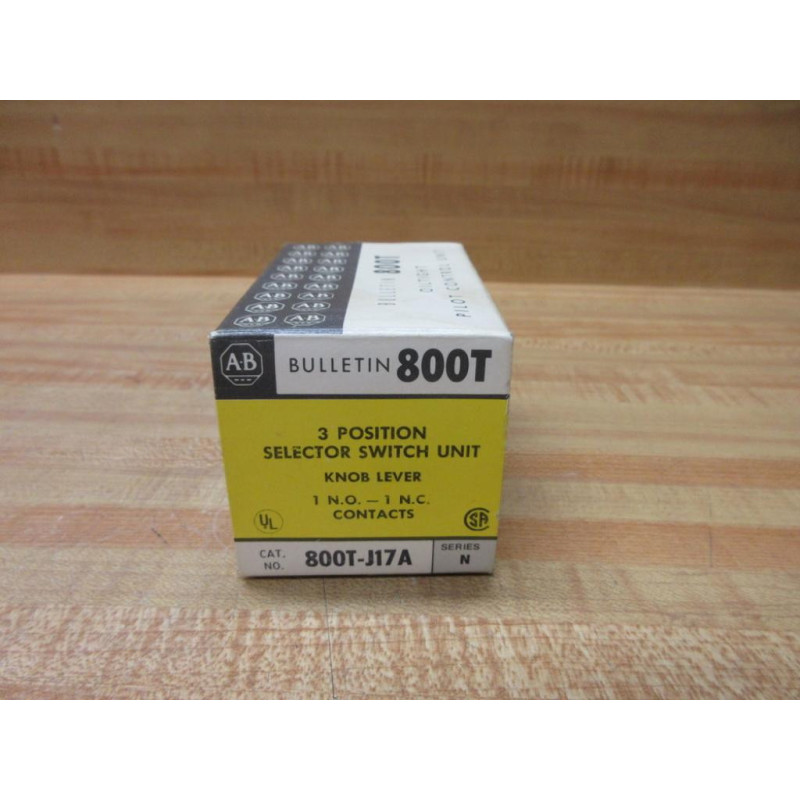 A-B A-B
A-B A-B
A-B A-B
A-B A-B
A-B A-B
A-B A-B
A-B A-B
A-B A-B
BULLETIN 800T
OILTIGHT
PILOT CONTROL UNIT
A-B BULLETIN 800T
3 POSITION
SELECTOR SWITCH UNIT
KNOB LEVER
1 N.O. – 1 N.C.
CONTACTS
UL SA
CAT. NO. 800T-J17A SERIES N